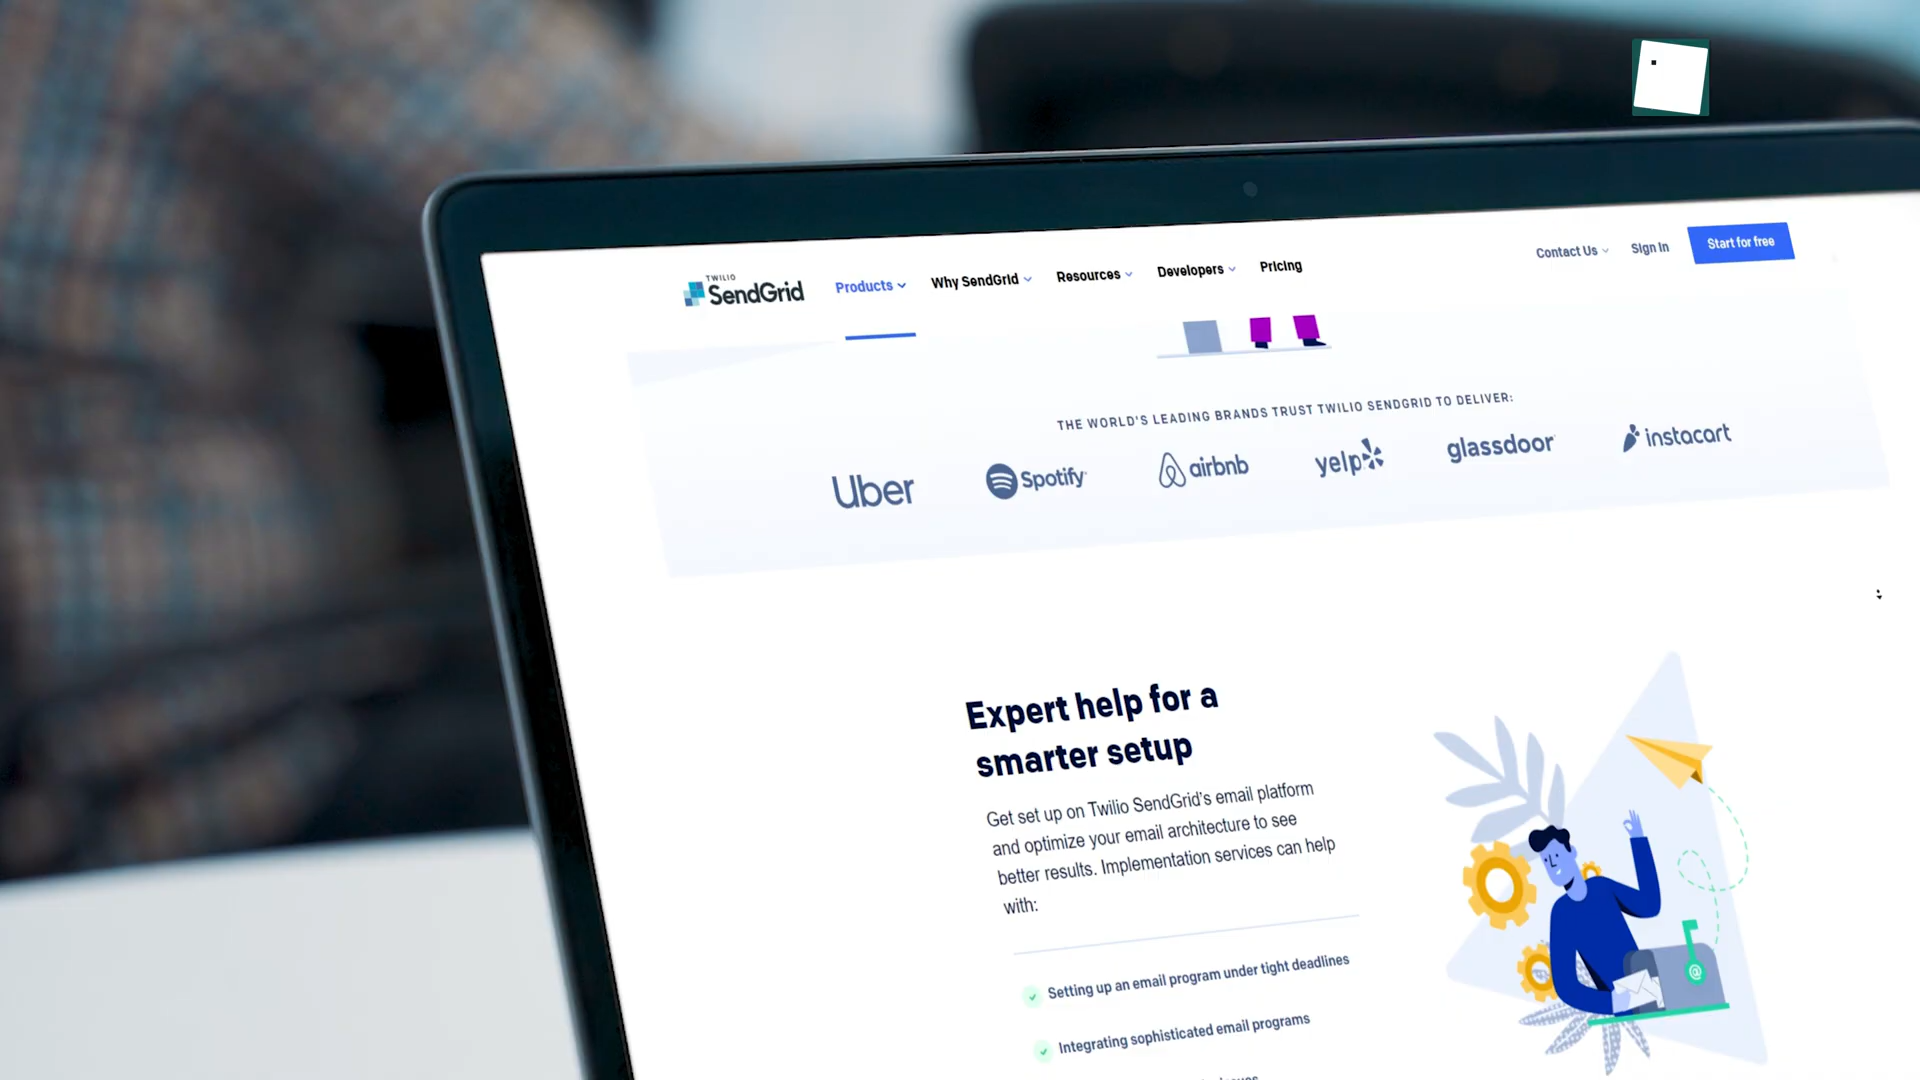 TWILIO
SendGrid
Products
Why SendGrid
Resources
Developers
Pricing
Contact Us
Sign In
Start for free
THE WORLD'S LEADING BRANDS TRUST TWILIO SENDGRID TO DELIVER:
Uber
Spotify
airbnb
yelp
glassdoor
instacart
Expert help for a
smarter setup
Get set up on Twilio SendGrid's email platform
and optimize your email architecture to see
better results. Implementation services can help
with:
Setting up an email program under tight deadlines
Integrating sophisticated email programs
@